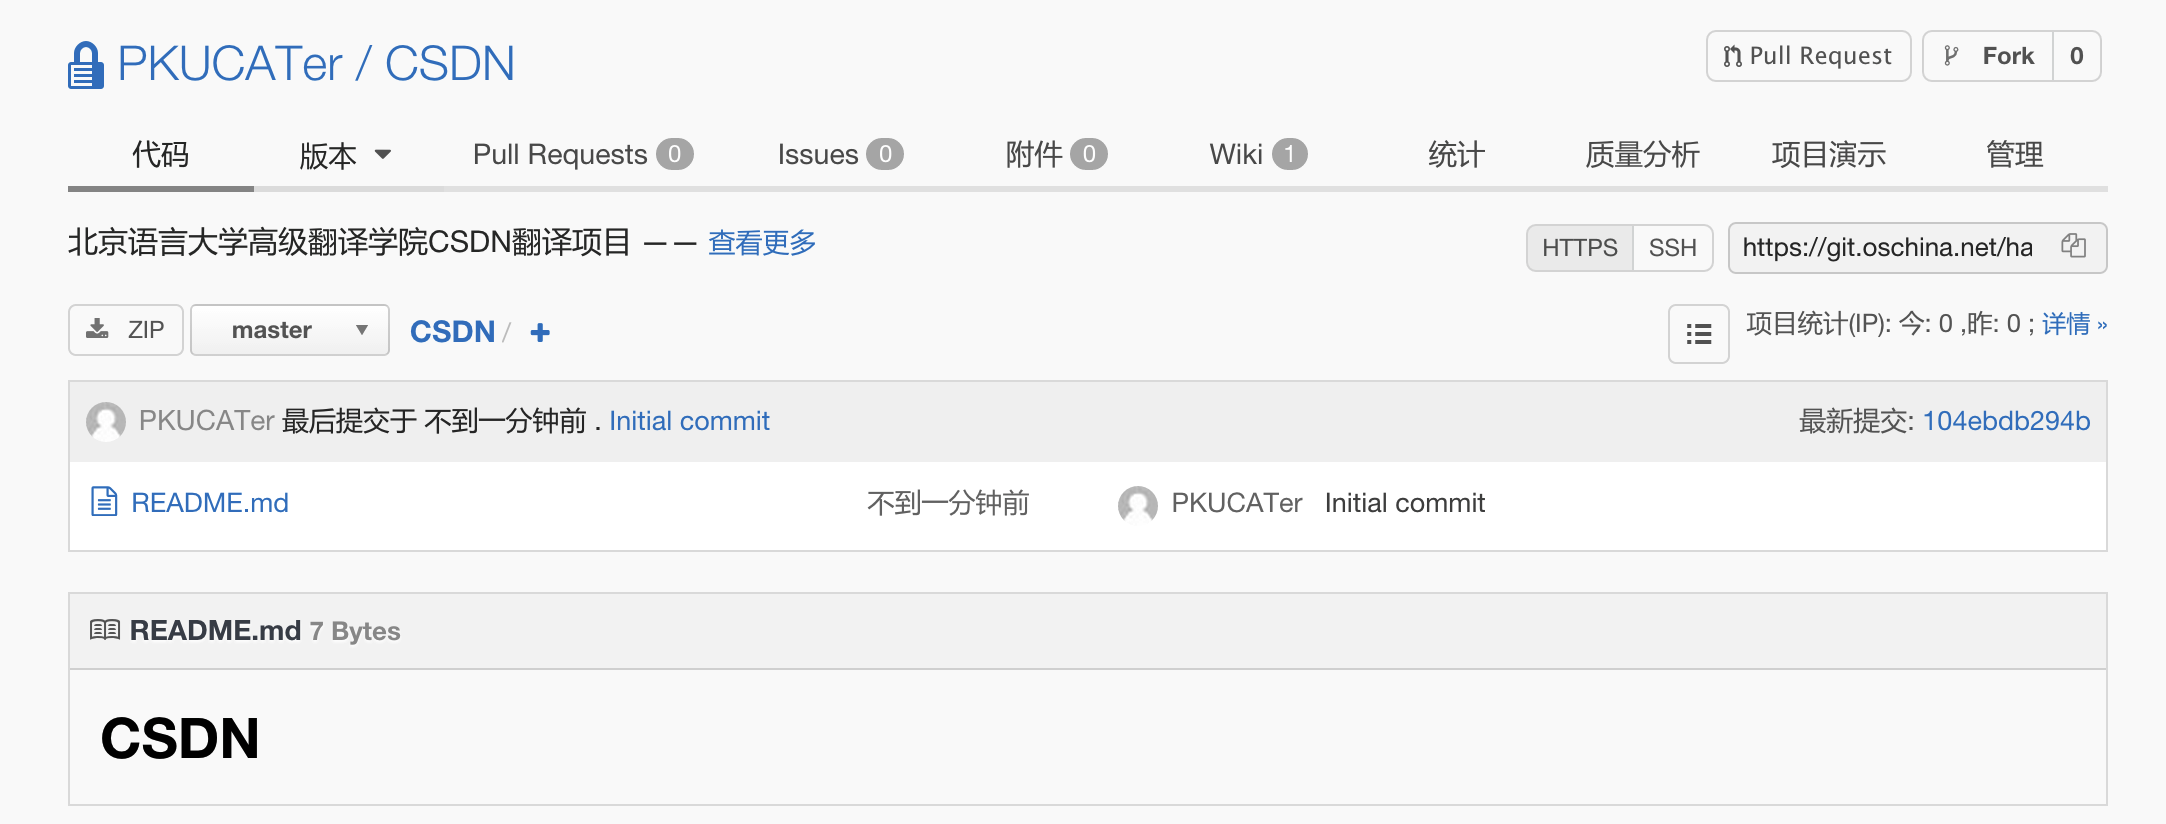 PKUCATer / CSDN
Pull Request
Fork 0
代码 版本 Pull Requests 0 Issues 0 附件 0 Wiki 1 统计 质量分析 项目演示 管理
北京语言大学高级翻译学院CSDN翻译项目 —— 查看更多
HTTPS SSH https://git.oschina.net/ha
ZIP master CSDN / +
项目统计(IP): 今: 0 ,昨: 0 ; 详情 »
PKUCATer 最后提交于 不到一分钟前 . Initial commit
最新提交: 104ebdb294b
README.md 不到一分钟前 PKUCATer Initial commit
README.md 7 Bytes
CSDN